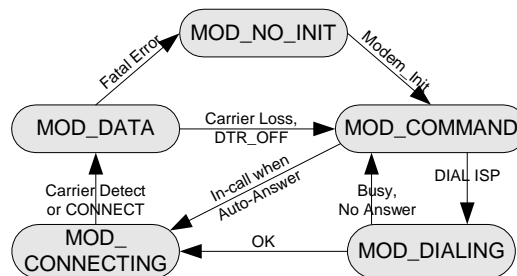 MOD_NO_INIT
Fatal Error
Modem_Init
MOD_DATA
Carrier Loss,
DTR_OFF
MOD_COMMAND
Carrier Detect
or CONNECT
In-call when
Auto-Answer
Busy,
No Answer
DIAL ISP
MOD_
CONNECTING
OK
MOD_DIALING